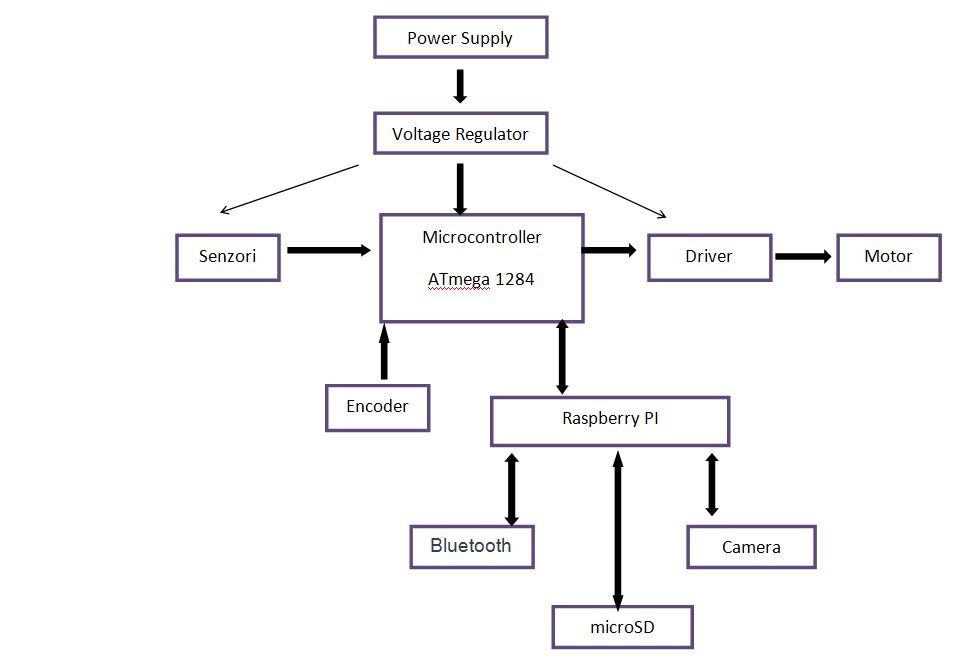 Power Supply
Voltage Regulator
Senzori
Microcontroller
ATmega 1284
Driver
Motor
Encoder
Raspberry PI
Bluetooth
Camera
microSD